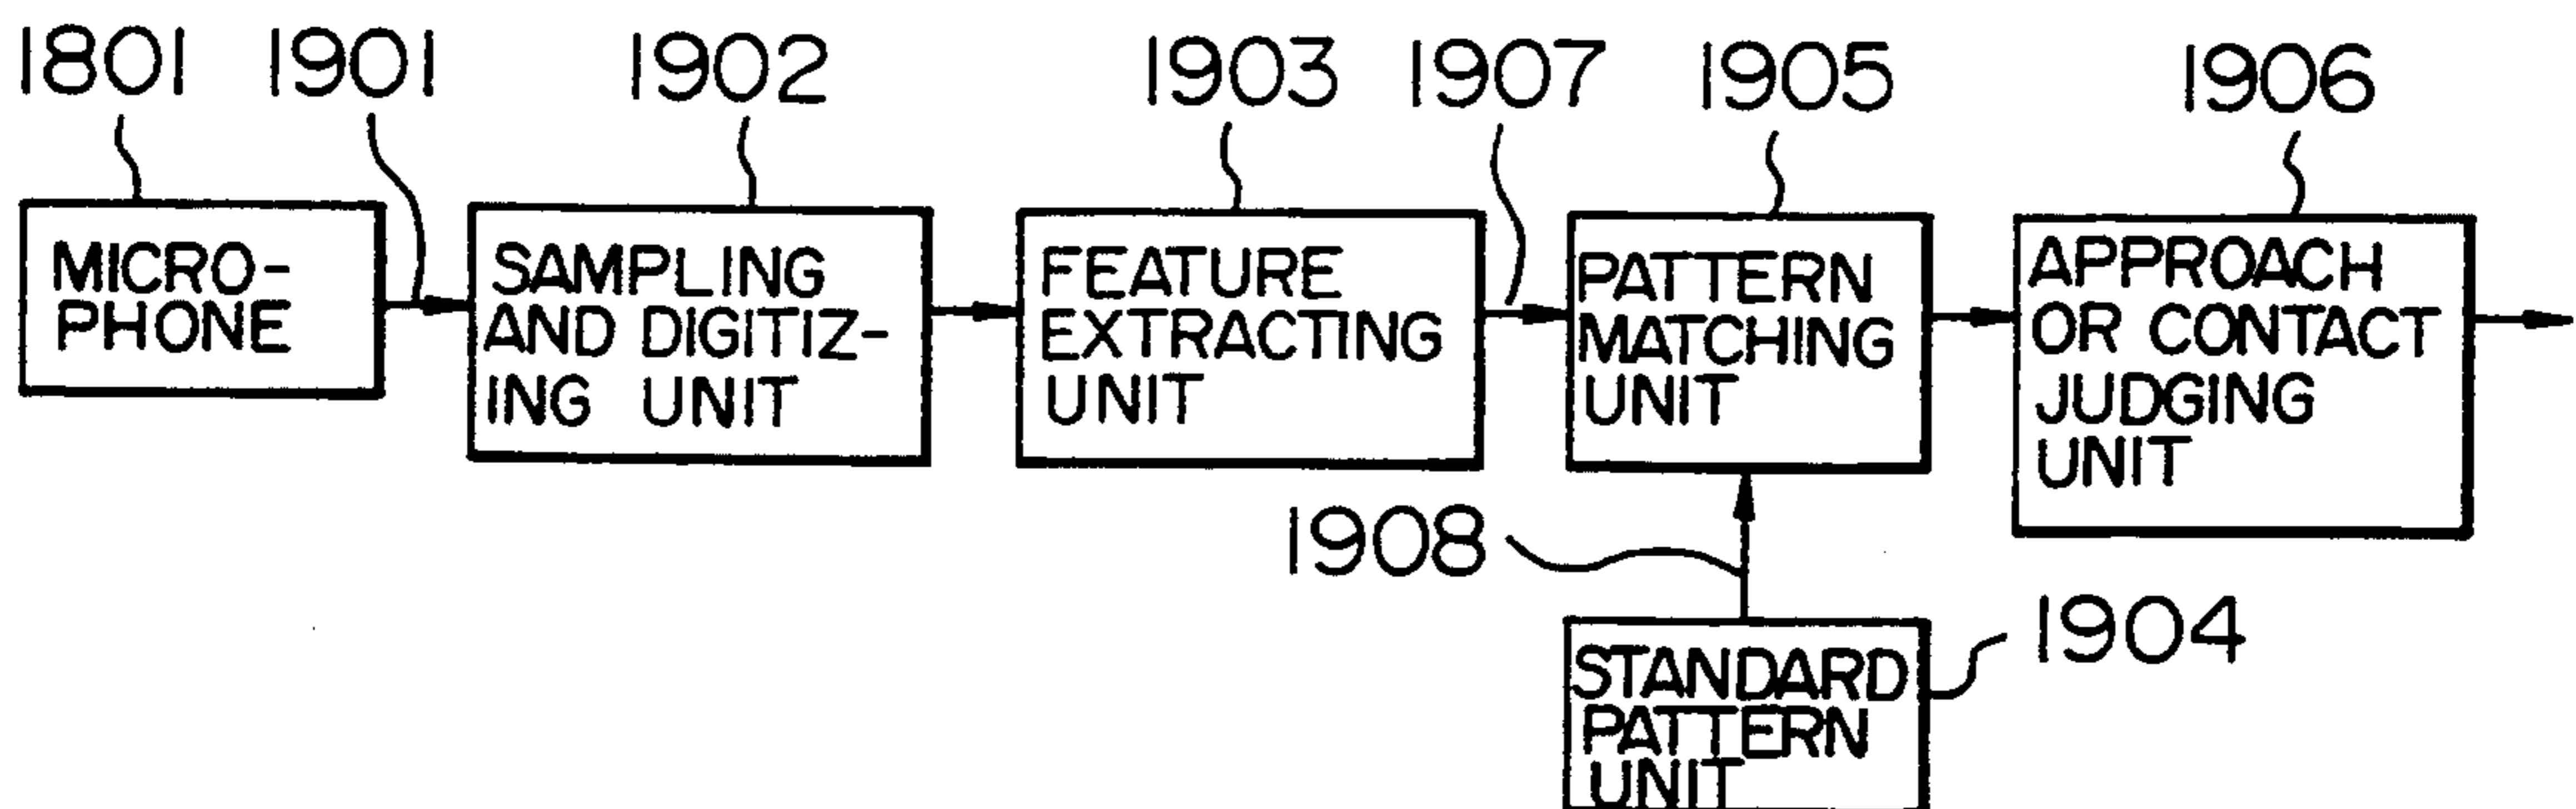 1801 1901 1902 1903 1907 1905 1906
MICRO-
PHONE
SAMPLING
AND DIGITIZ-
ING UNIT
FEATURE
EXTRACTING
UNIT
PATTERN
MATCHING
UNIT
APPROACH
OR CONTACT
JUDGING
UNIT
1908
1904
STANDARD
PATTERN
UNIT